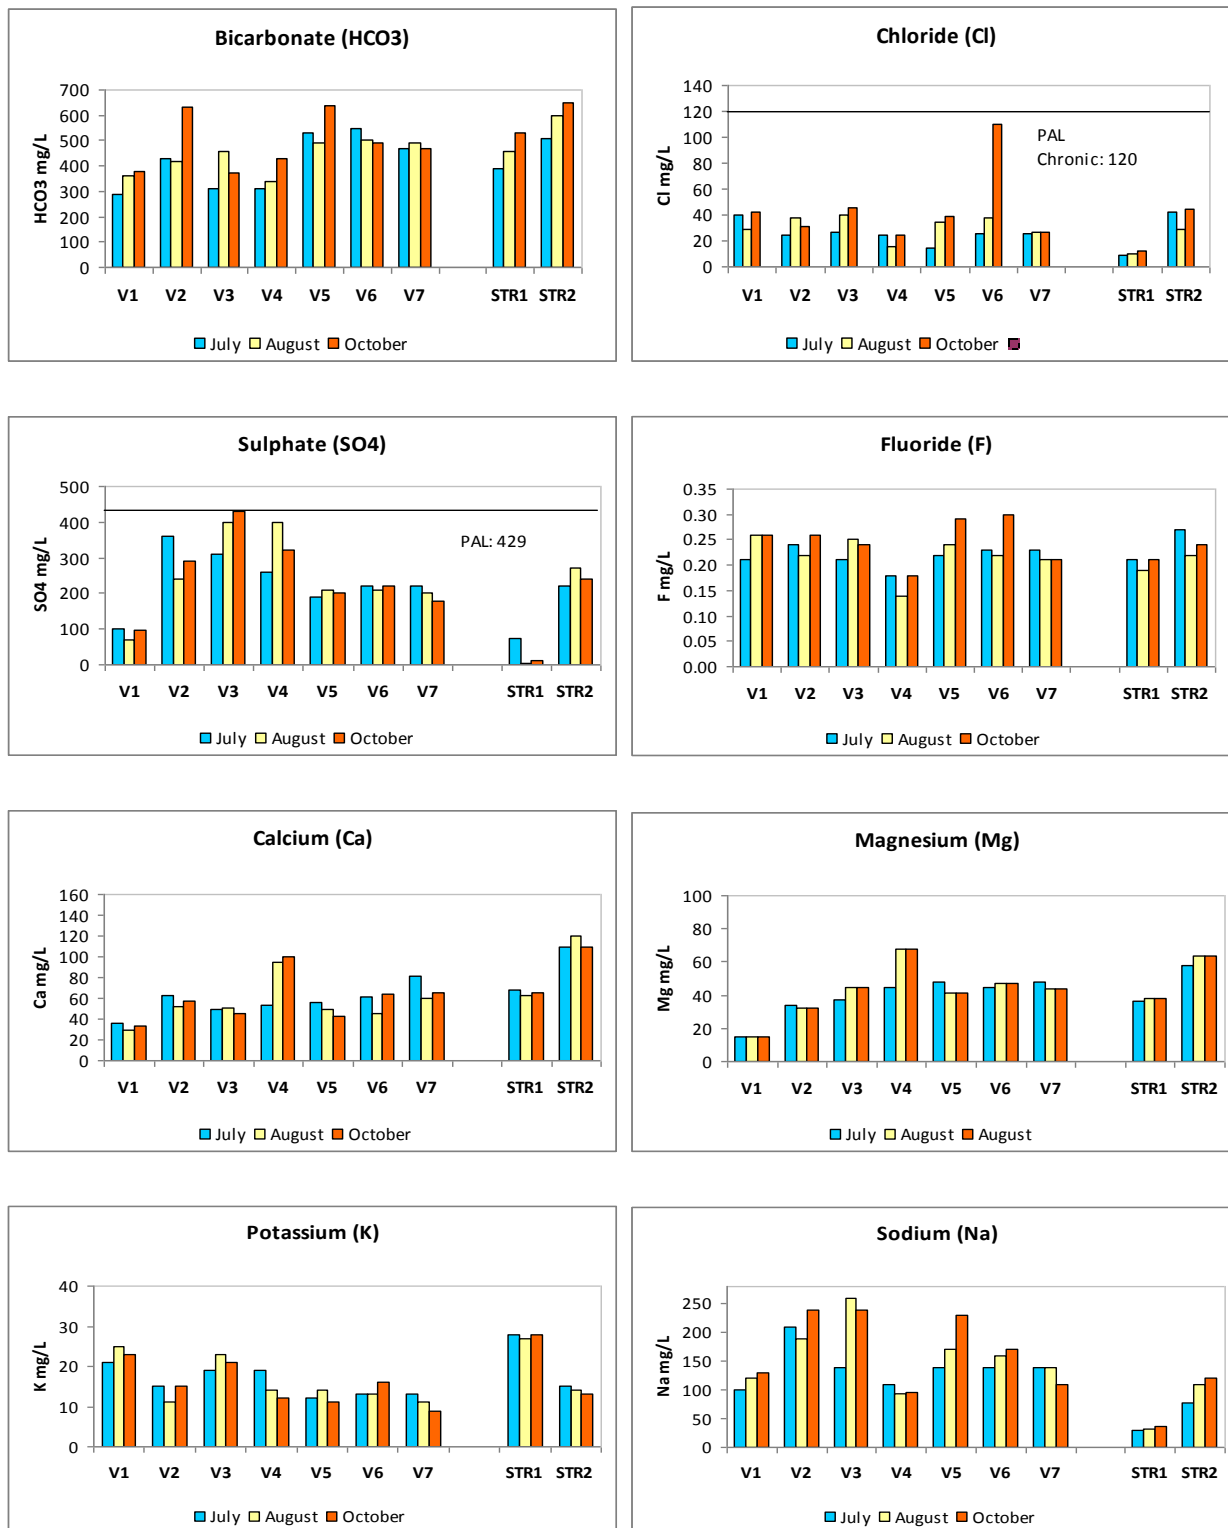 Bicarbonate (HCO3)
HCO3 mg/L
700
600
500
400
300
200
100
0
V1 V2 V3 V4 V5 V6 V7 STR1 STR2
July August October
Chloride (Cl)
Cl mg/L
140
120
100
80
60
40
20
0
PAL
Chronic: 120
V1 V2 V3 V4 V5 V6 V7 STR1 STR2
July August October
Sulphate (SO4)
SO4 mg/L
500
400
300
200
100
0
PAL: 429
V1 V2 V3 V4 V5 V6 V7 STR1 STR2
July August October
Fluoride (F)
F mg/L
0.35
0.30
0.25
0.20
0.15
0.10
0.05
0.00
V1 V2 V3 V4 V5 V6 V7 STR1 STR2
July August October
Calcium (Ca)
Ca mg/L
160
140
120
100
80
60
40
20
0
V1 V2 V3 V4 V5 V6 V7 STR1 STR2
July August October
Magnesium (Mg)
Mg mg/L
100
80
60
40
20
0
V1 V2 V3 V4 V5 V6 V7 STR1 STR2
July August August
Potassium (K)
K mg/L
40
30
20
10
0
V1 V2 V3 V4 V5 V6 V7 STR1 STR2
July August October
Sodium (Na)
Na mg/L
250
200
150
100
50
0
V1 V2 V3 V4 V5 V6 V7 STR1 STR2
July August October